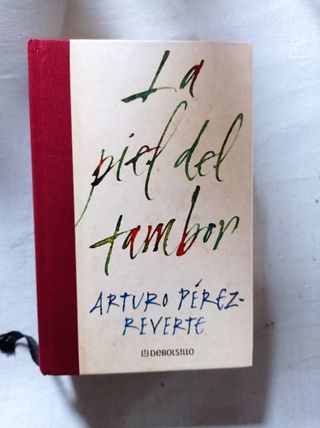 La
piel del
tambor
ARTURO PÉREZ-
REVERTE
DEBOLSILLO